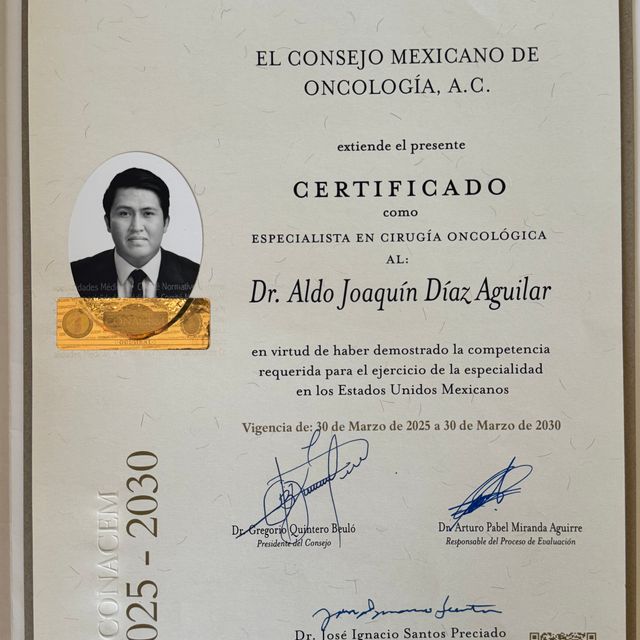 EL CONSEJO MEXICANO DE
ONCOLOGÍA, A.C.
extiende el presente
CERTIFICADO
como
ESPECIALISTA EN CIRUGÍA ONCOLÓGICA
AL:
Dr. Aldo Joaquín Díaz Aguilar
en virtud de haber demostrado la competencia
requerida para el ejercicio de la especialidad
en los Estados Unidos Mexicanos
Vigencia de: 30 de Marzo de 2025 a 30 de Marzo de 2030
Dr. Gregorio Quintero Beuló
Presidente del Consejo
Dr. Arturo Pabel Miranda Aguirre
Responsable del Proceso de Evaluación
Dr. José Ignacio Santos Preciado
CONACEM
025 - 2030